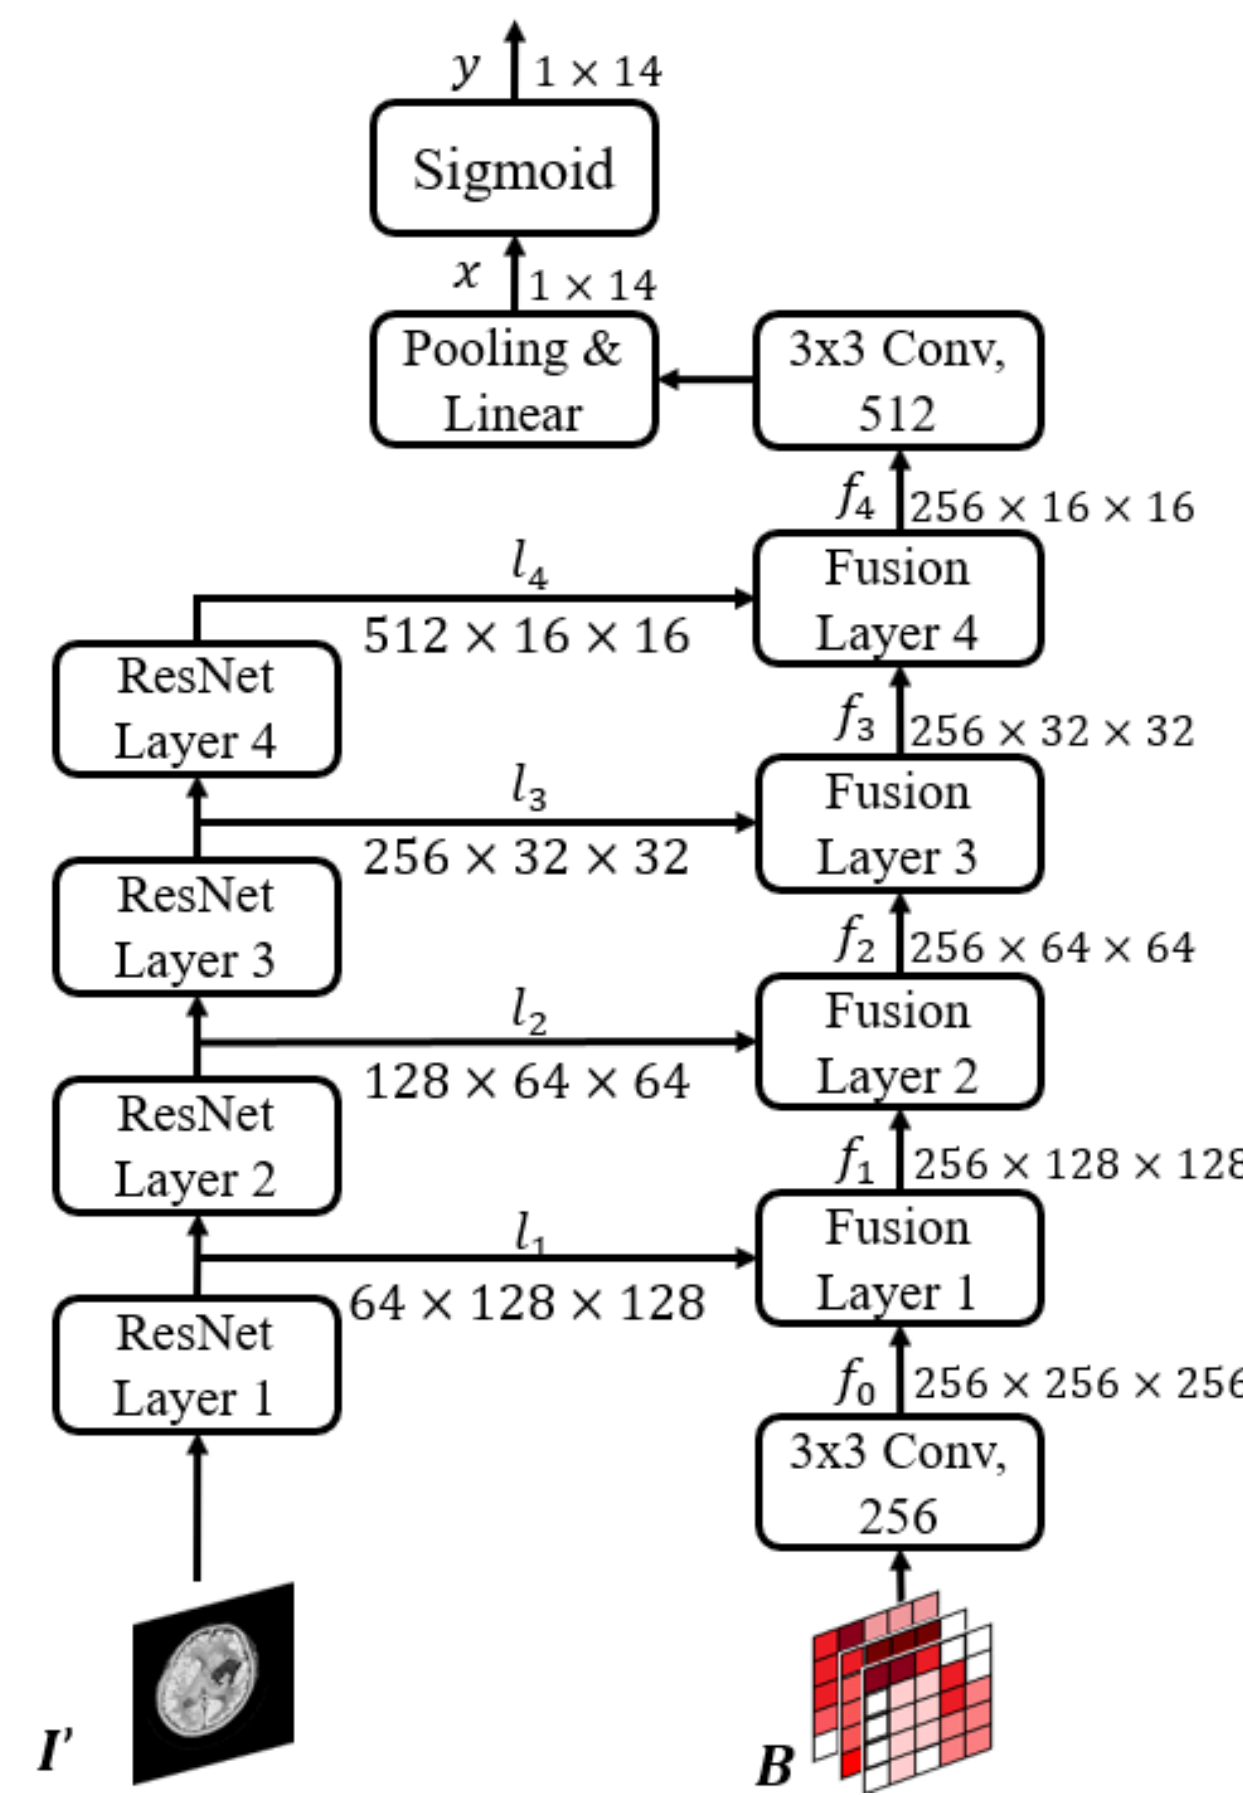 y 1 × 14
Sigmoid
x 1 × 14
Pooling &
Linear
3x3 Conv,
512
f₄ 256 × 16 × 16
l₄
512 × 16 × 16
Fusion
Layer 4
ResNet
Layer 4
f₃ 256 × 32 × 32
l₃
256 × 32 × 32
Fusion
Layer 3
ResNet
Layer 3
f₂ 256 × 64 × 64
l₂
128 × 64 × 64
Fusion
Layer 2
ResNet
Layer 2
f₁ 256 × 128 × 128
l₁
64 × 128 × 128
Fusion
Layer 1
ResNet
Layer 1
f₀ 256 × 256 × 256
3x3 Conv,
256
I’
B